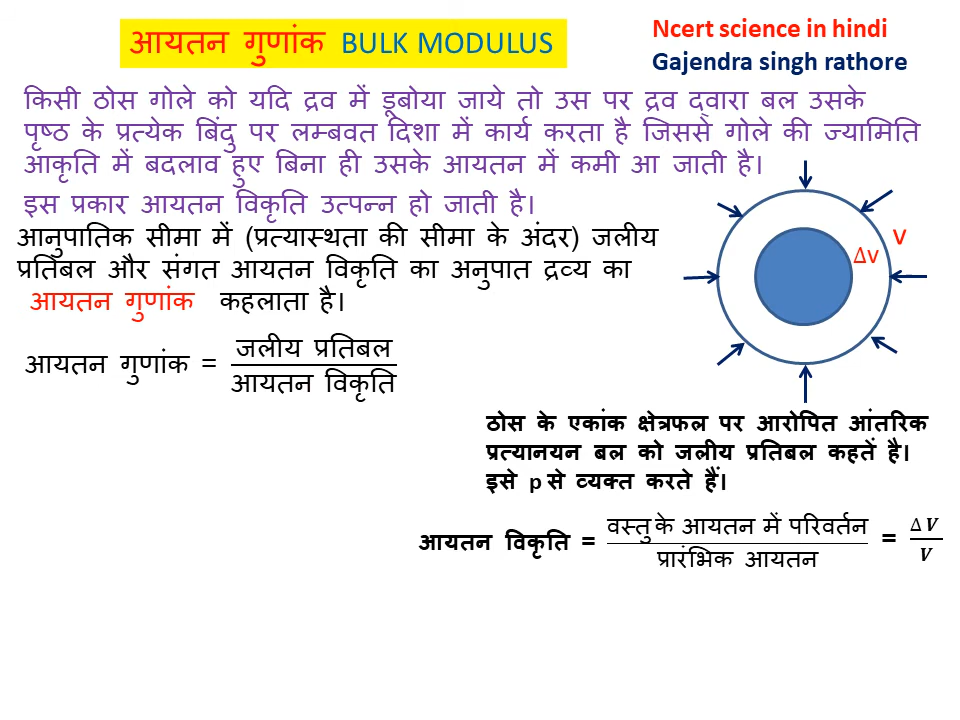 आयतन गुणांक BULK MODULUS
Ncert science in hindi
Gajendra singh rathore
किसी ठोस गोले को यदि द्रव में डूबोया जाये तो उस पर द्रव द्वारा बल उसके
पृष्ठ के प्रत्येक बिंदु पर लम्बवत दिशा में कार्य करता है जिससे गोले की ज्यामिति
आकृति में बदलाव हुए बिना ही उसके आयतन में कमी आ जाती है।
इस प्रकार आयतन विकृति उत्पन्न हो जाती है।
आनुपातिक सीमा में (प्रत्यास्थता की सीमा के अंदर) जलीय
प्रतिबल और संगत आयतन विकृति का अनुपात द्रव्य का
आयतन गुणांक कहलाता है।
V
Δv
आयतन गुणांक = जलीय प्रतिबल
आयतन विकृति
ठोस के एकांक क्षेत्रफल पर आरोपित आंतरिक
प्रत्यानयन बल को जलीय प्रतिबल कहतें है।
इसे p से व्यक्त करते हैं।
आयतन विकृति = वस्तु के आयतन में परिवर्तन = Δ V
प्रारंभिक आयतन V